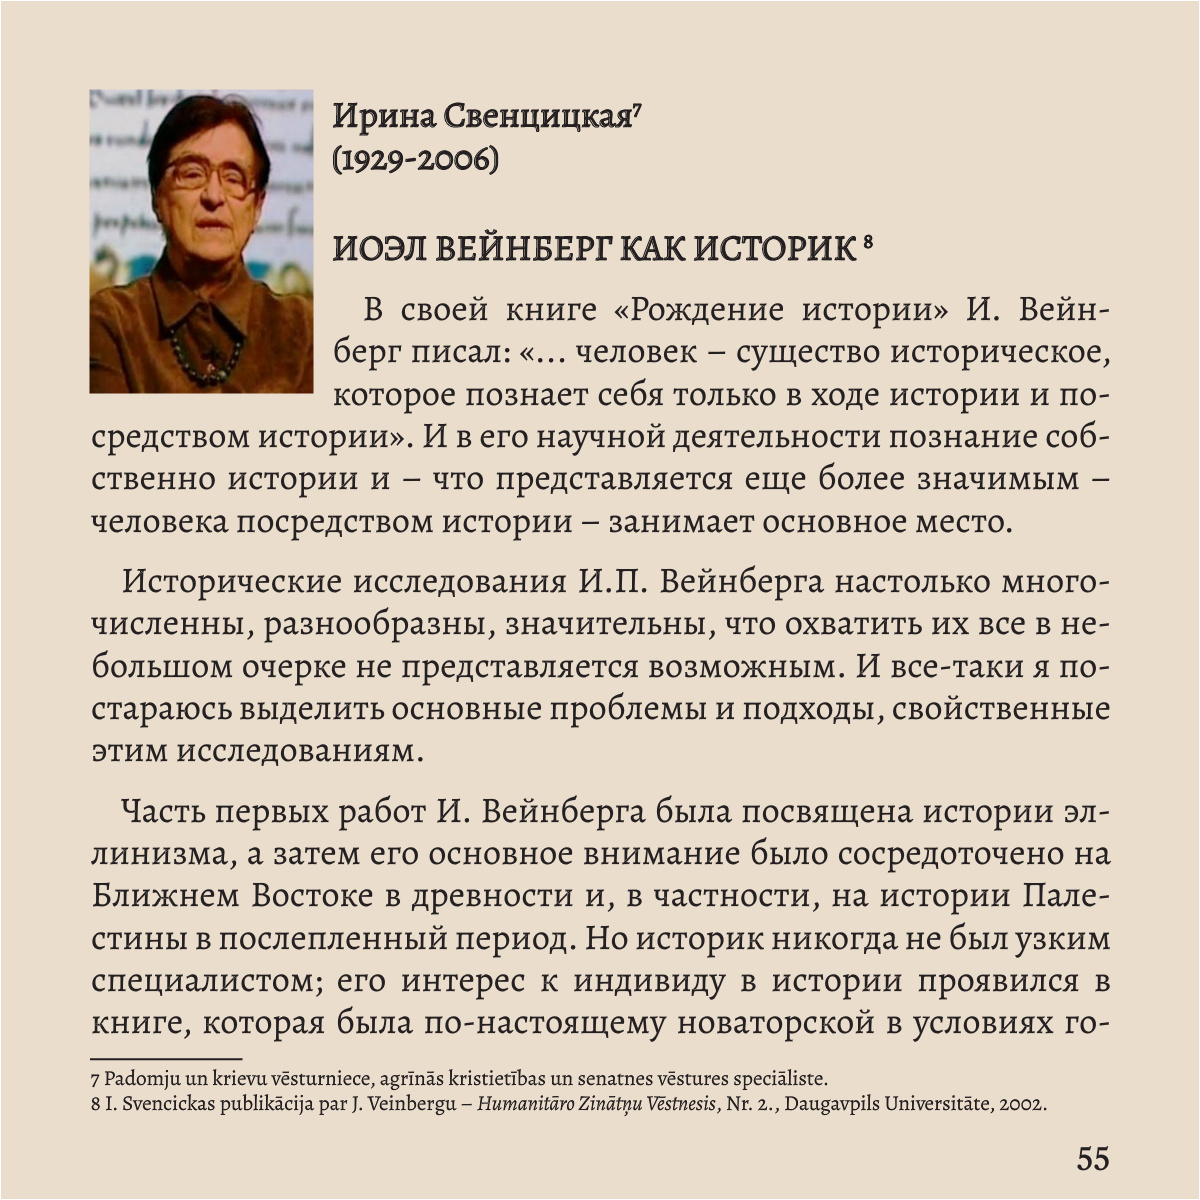 Ирина Свенцицкая7
(1929-2006)
ИОЭЛ ВЕЙНБЕРГ КАК ИСТОРИК 8
В своей книге «Рождение истории» И. Вейн-
берг писал: «… человек – существо историческое,
которое познает себя только в ходе истории и по-
средством истории». И в его научной деятельности познание соб-
ственно истории и – что представляется еще более значимым –
человека посредством истории – занимает основное место.
Исторические исследования И.П. Вейнберга настолько много-
численны, разнообразны, значительны, что охватить их все в не-
большом очерке не представляется возможным. И все-таки я по-
стараюсь выделить основные проблемы и подходы, свойственные
этим исследованиям.
Часть первых работ И. Вейнберга была посвящена истории эл-
линизма, а затем его основное внимание было сосредоточено на
Ближнем Востоке в древности и, в частности, на истории Пале-
стины в послепленный период. Но историк никогда не был узким
специалистом; его интерес к индивиду в истории проявился в
книге, которая была по-настоящему новаторской в условиях го-
7 Padomju un krievu vēsturniece, agrīnās kristietības un senatnes vēstures speciāliste.
8 I. Svencickas publikācija par J. Veinbergu – Humanitāro Zinātņu Vēstnesis, Nr. 2., Daugavpils Universitāte, 2002.
55